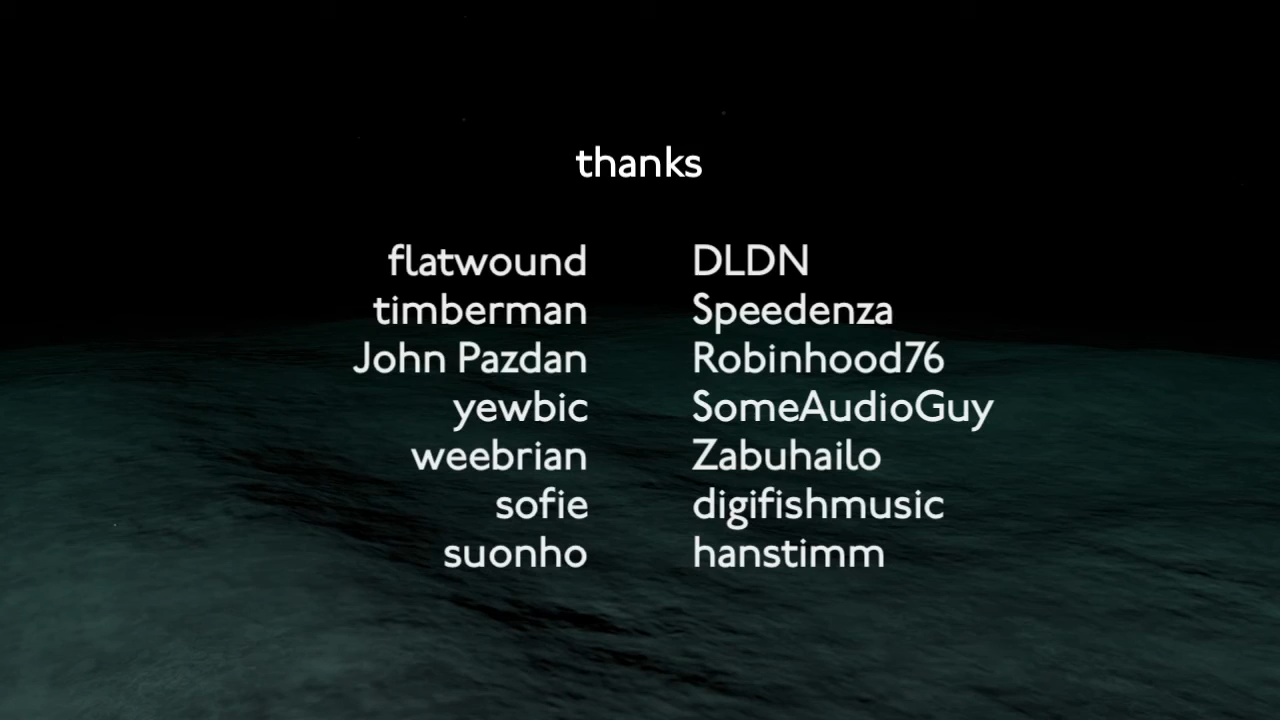 thanks
flatwound DLDN
timberman Speedenza
John Pazdan Robinhood76
yewbic SomeAudioGuy
weebrian Zabuhailo
sofie digifishmusic
suonho hanstimm